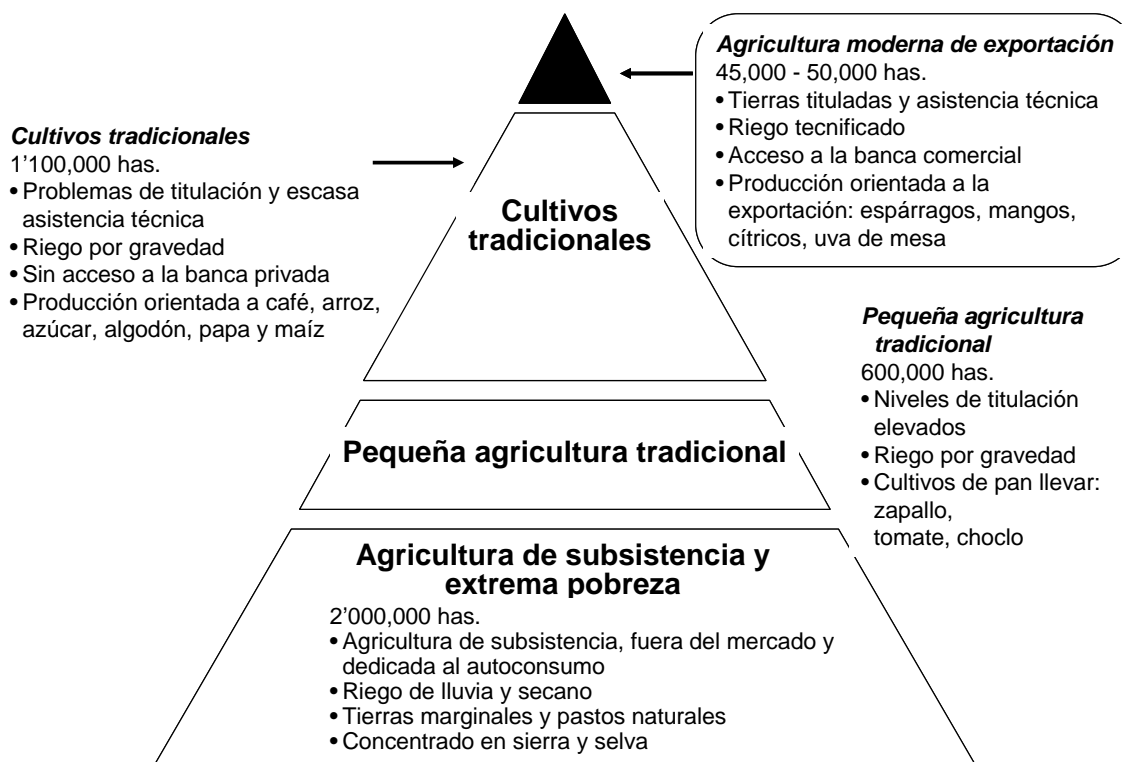 Agricultura moderna de exportación
45,000 - 50,000 has.
• Tierras tituladas y asistencia técnica
• Riego tecnificado
• Acceso a la banca comercial
• Producción orientada a la
exportación: espárragos, mangos,
cítricos, uva de mesa
Cultivos tradicionales
1'100,000 has.
• Problemas de titulación y escasa
asistencia técnica
• Riego por gravedad
• Sin acceso a la banca privada
• Producción orientada a café, arroz,
azúcar, algodón, papa y maíz
Cultivos
tradicionales
Pequeña agricultura
tradicional
600,000 has.
• Niveles de titulación
elevados
• Riego por gravedad
• Cultivos de pan llevar:
zapallo,
tomate, choclo
Pequeña agricultura tradicional
Agricultura de subsistencia y
extrema pobreza
2'000,000 has.
• Agricultura de subsistencia, fuera del mercado y
dedicada al autoconsumo
• Riego de lluvia y secano
• Tierras marginales y pastos naturales
• Concentrado en sierra y selva